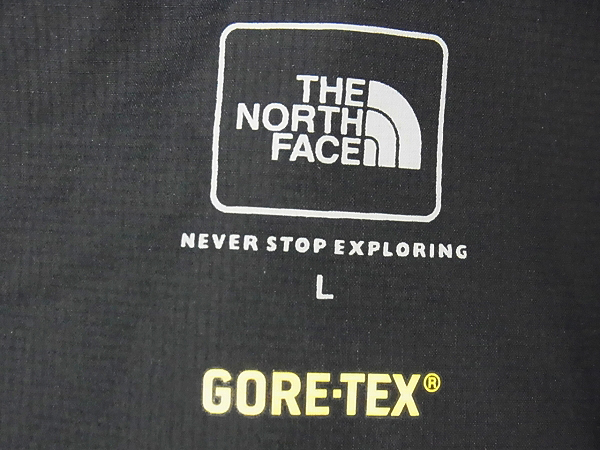 THE
NORTH
FACE
NEVER STOP EXPLORING
L
GORE-TEX®